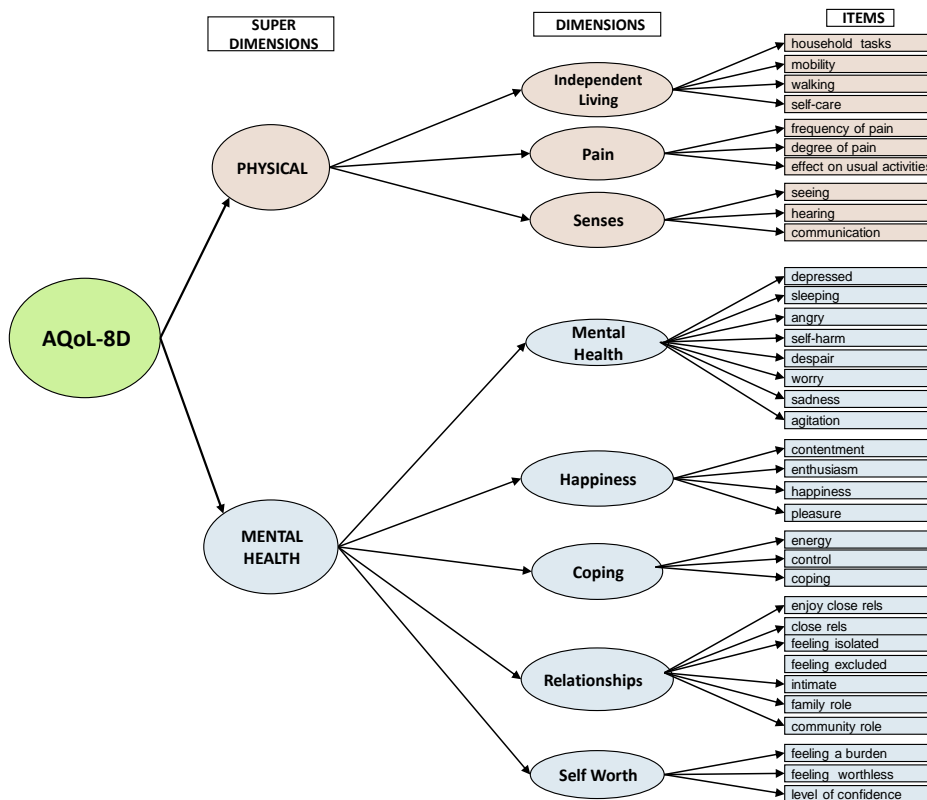 SUPER
DIMENSIONS
DIMENSIONS
ITEMS
AQoL-8D
PHYSICAL
Independent
Living
household tasks
mobility
walking
self-care
Pain
frequency of pain
degree of pain
effect on usual activities
Senses
seeing
hearing
communication
MENTAL
HEALTH
Mental
Health
depressed
sleeping
angry
self-harm
despair
worry
sadness
agitation
Happiness
contentment
enthusiasm
happiness
pleasure
Coping
energy
control
coping
Relationships
enjoy close rels
close rels
feeling isolated
feeling excluded
intimate
family role
community role
Self Worth
feeling a burden
feeling worthless
level of confidence